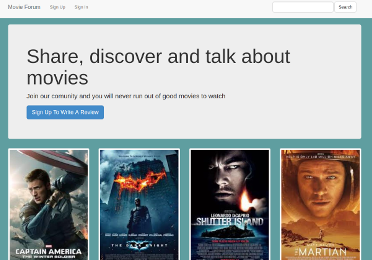 Movie Forum Sign Up Sign In Search
Share, discover and talk about
movies
Join our comunity and you will never run out of good movies to watch
Sign Up To Write A Review
LEONARDO DICAPRIO
SHUTTER ISLAND
CAPTAIN AMERICA
THE WINTER SOLDIER
THE DARK KNIGHT
THE MARTIAN